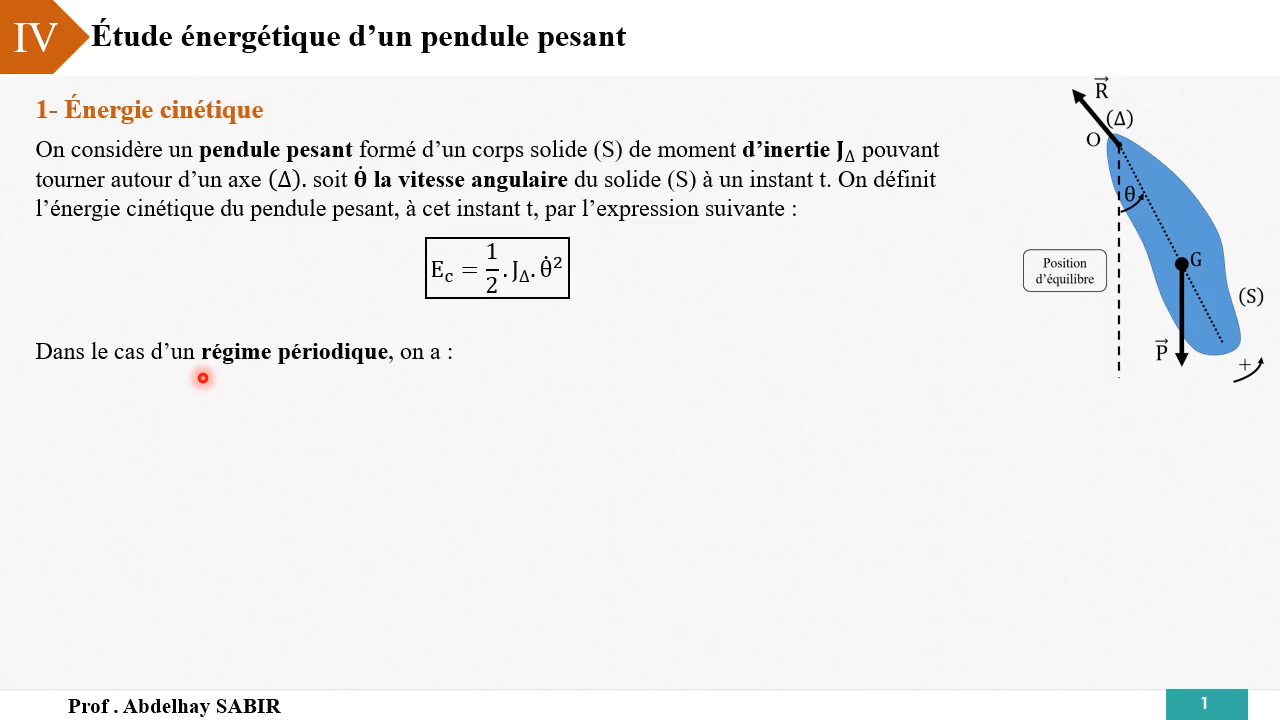 IV
Étude énergétique d’un pendule pesant
1- Énergie cinétique
On considère un pendule pesant formé d’un corps solide (S) de moment d’inertie J_Δ pouvant
tourner autour d’un axe (Δ). soit θ̇ la vitesse angulaire du solide (S) à un instant t. On définit
l’énergie cinétique du pendule pesant, à cet instant t, par l’expression suivante :
E_c = 1/2 . J_Δ. θ̇²
Dans le cas d’un régime périodique, on a :
R⃗
(Δ)
O
θ
Position
d’équilibre
G
(S)
P⃗
+
Prof . Abdelhay SABIR
1